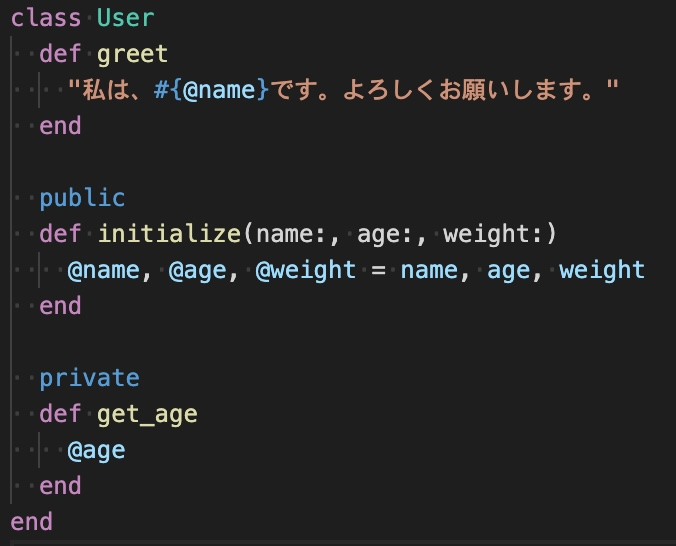 class User
  def greet
    "私は、#{@name}です。よろしくお願いします。"
  end

  public
  def initialize(name:, age:, weight:)
    @name, @age, @weight = name, age, weight
  end

  private
  def get_age
    @age
  end
end